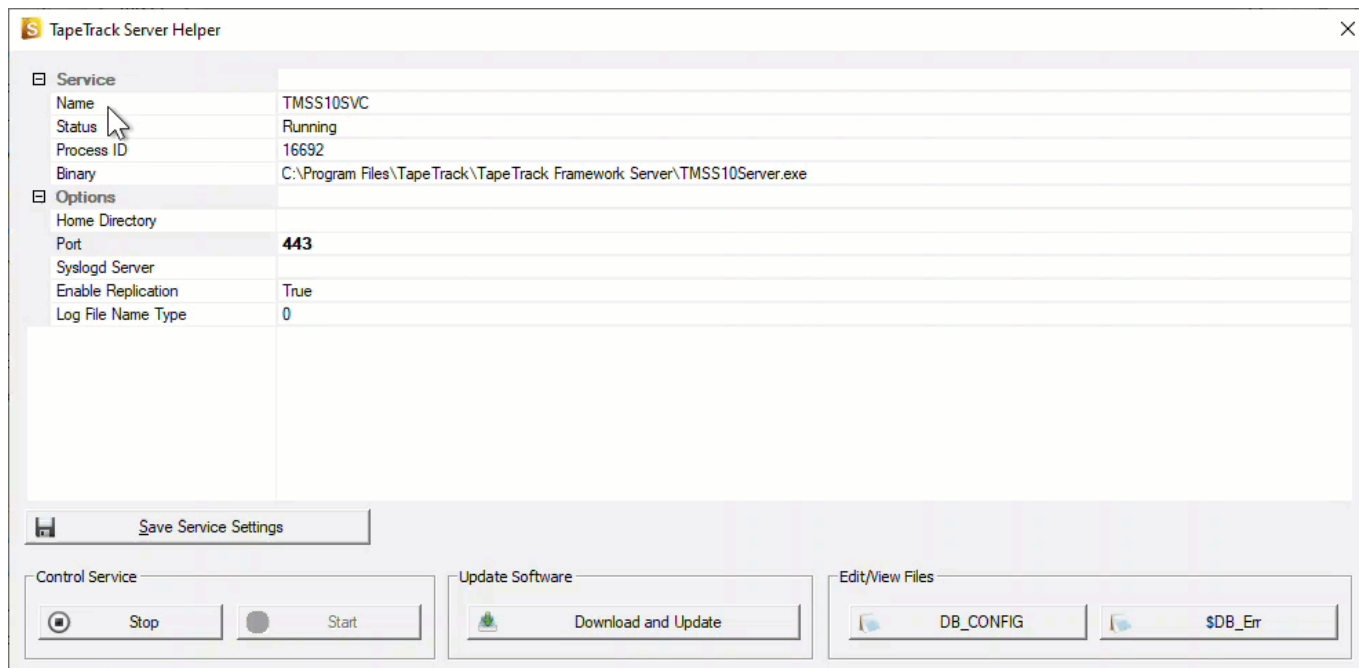 TapeTrack Server Helper
Service
Name TMSS10SVC
Status Running
Process ID 16692
Binary C:\Program Files\TapeTrack\TapeTrack Framework Server\TMSS10Server.exe
Options
Home Directory
Port 443
Syslogd Server
Enable Replication True
Log File Name Type 0
Save Service Settings
Control Service Update Software Edit/View Files
Stop Start Download and Update DB_CONFIG $DB_Err